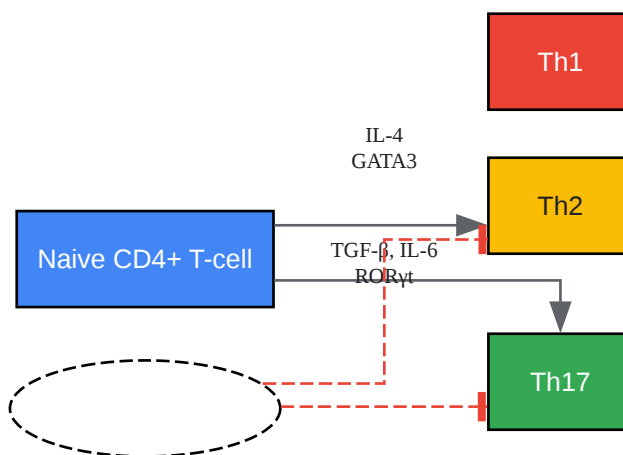 Th1
IL-4
GATA3
Th2
Naive CD4+ T-cell
TGF-β, IL-6
RORγt
Th17